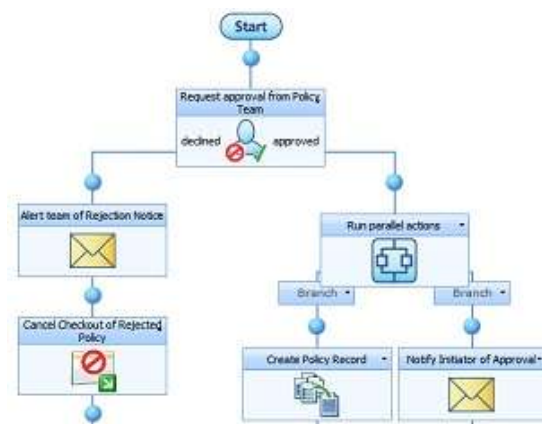 Start
Request approval from Policy
Team
declined
approved
Alert team of Rejection Notice
Run parallel actions
Branch
Branch
Cancel Checkout of Rejected
Policy
Create Policy Record
Notify Initiator of Approval